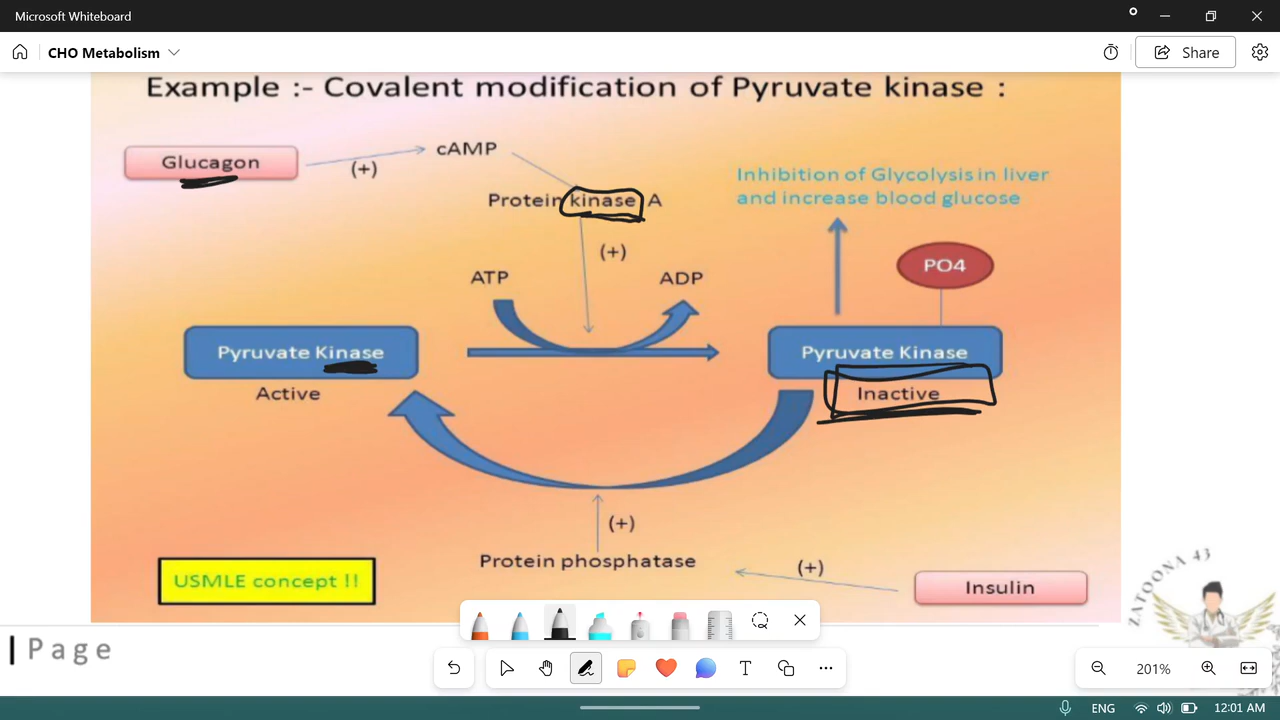 Microsoft Whiteboard
CHO Metabolism
Share
Example :- Covalent modification of Pyruvate kinase :
Glucagon
(+)
cAMP
Protein kinase A
(+)
Inhibition of Glycolysis in liver
and increase blood glucose
PO4
ATP
ADP
Pyruvate Kinase
Active
Pyruvate Kinase
Inactive
(+)
Protein phosphatase
(+)
Insulin
USMLE concept !!
ZATOONA 43
| Page
201%
ENG
12:01 AM